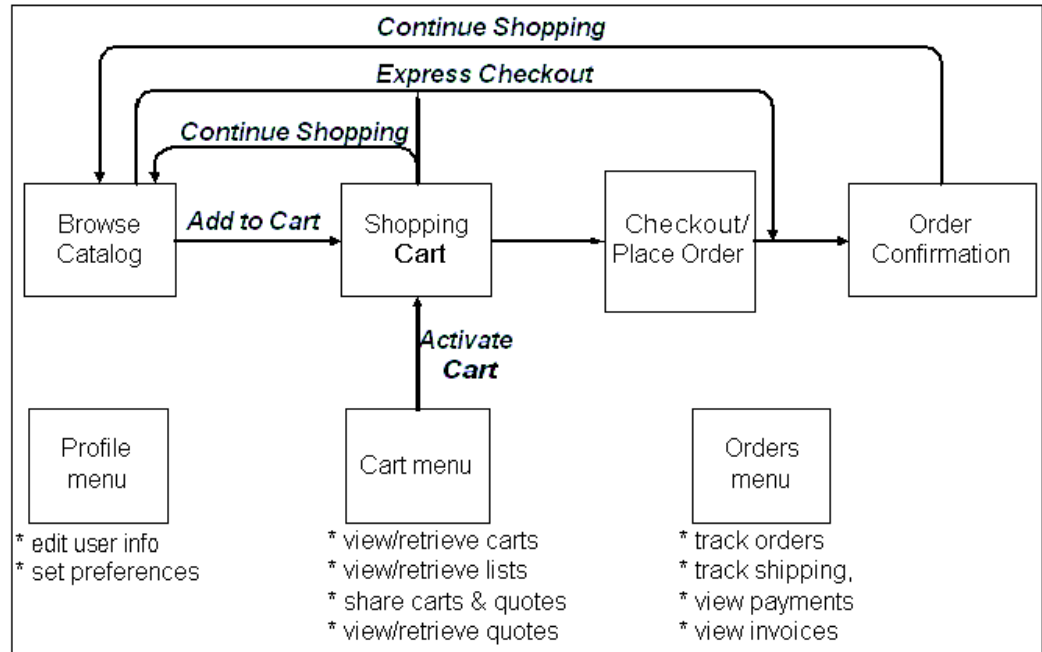 Continue Shopping
Express Checkout
Continue Shopping
Browse
Catalog
Add to Cart
Shopping
Cart
Checkout/
Place Order
Order
Confirmation
Activate
Cart
Profile
menu
* edit user info
* set preferences
Cart menu
* view/retrieve carts
* view/retrieve lists
* share carts & quotes
* view/retrieve quotes
Orders
menu
* track orders
* track shipping,
* view payments
* view invoices